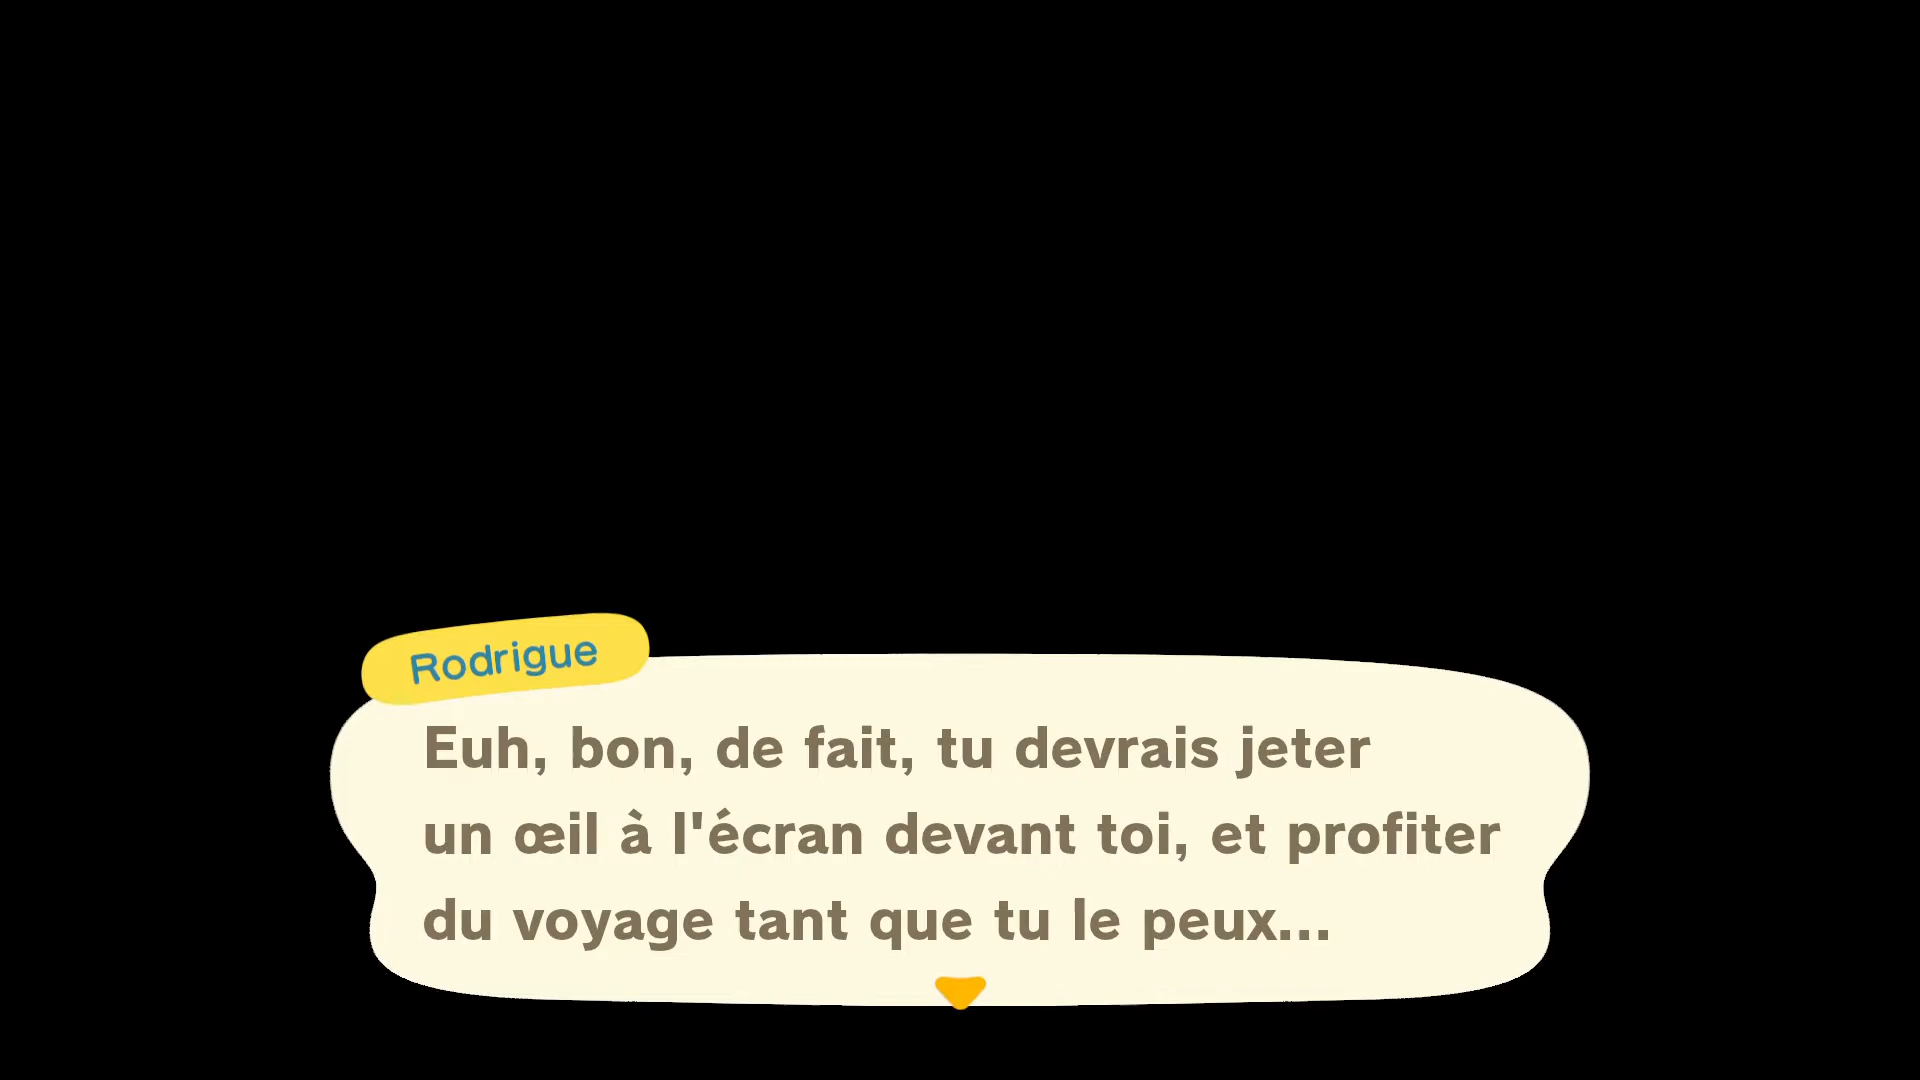 Rodrigue
Euh, bon, de fait, tu devrais jeter
un œil à l'écran devant toi, et profiter
du voyage tant que tu le peux...